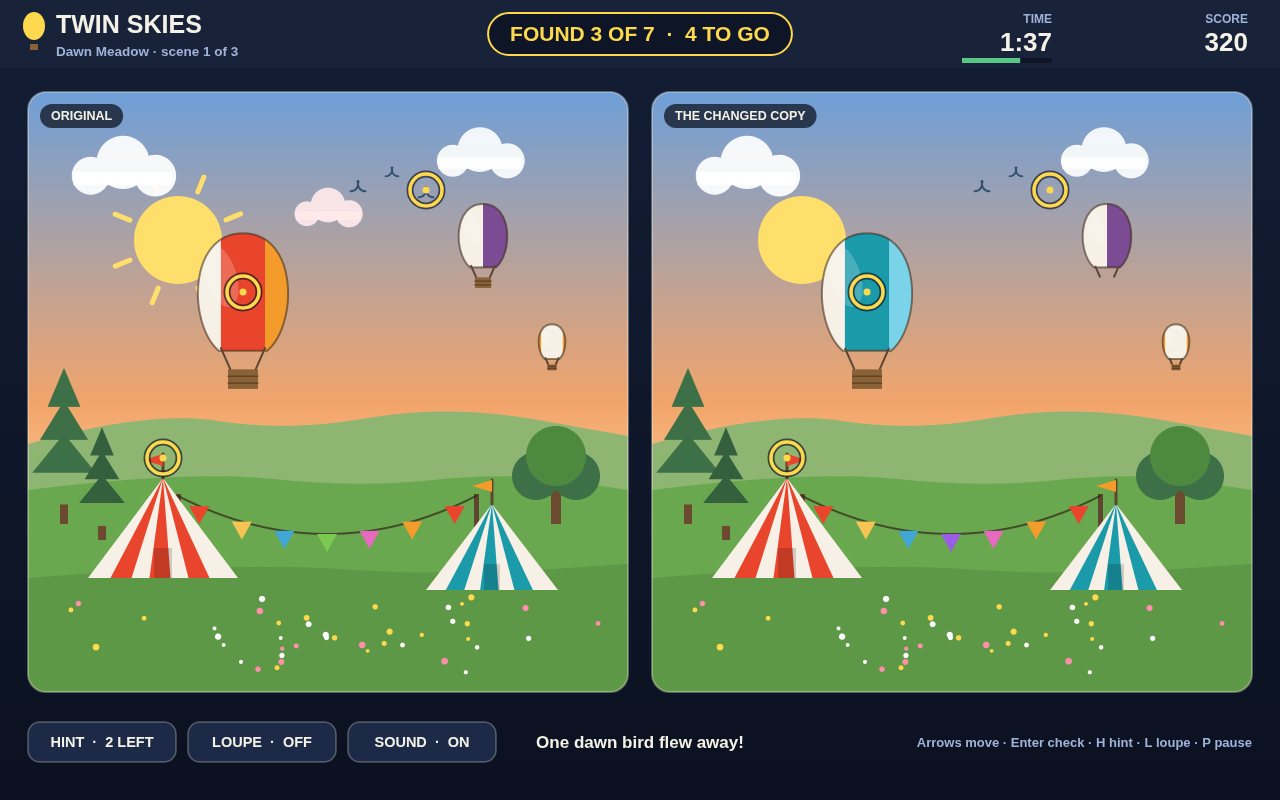 TWIN SKIES
Dawn Meadow · scene 1 of 3
FOUND 3 OF 7 · 4 TO GO
TIME
1:37
SCORE
320
ORIGINAL
THE CHANGED COPY
HINT · 2 LEFT
LOUPE · OFF
SOUND · ON
One dawn bird flew away!
Arrows move · Enter check · H hint · L loupe · P pause